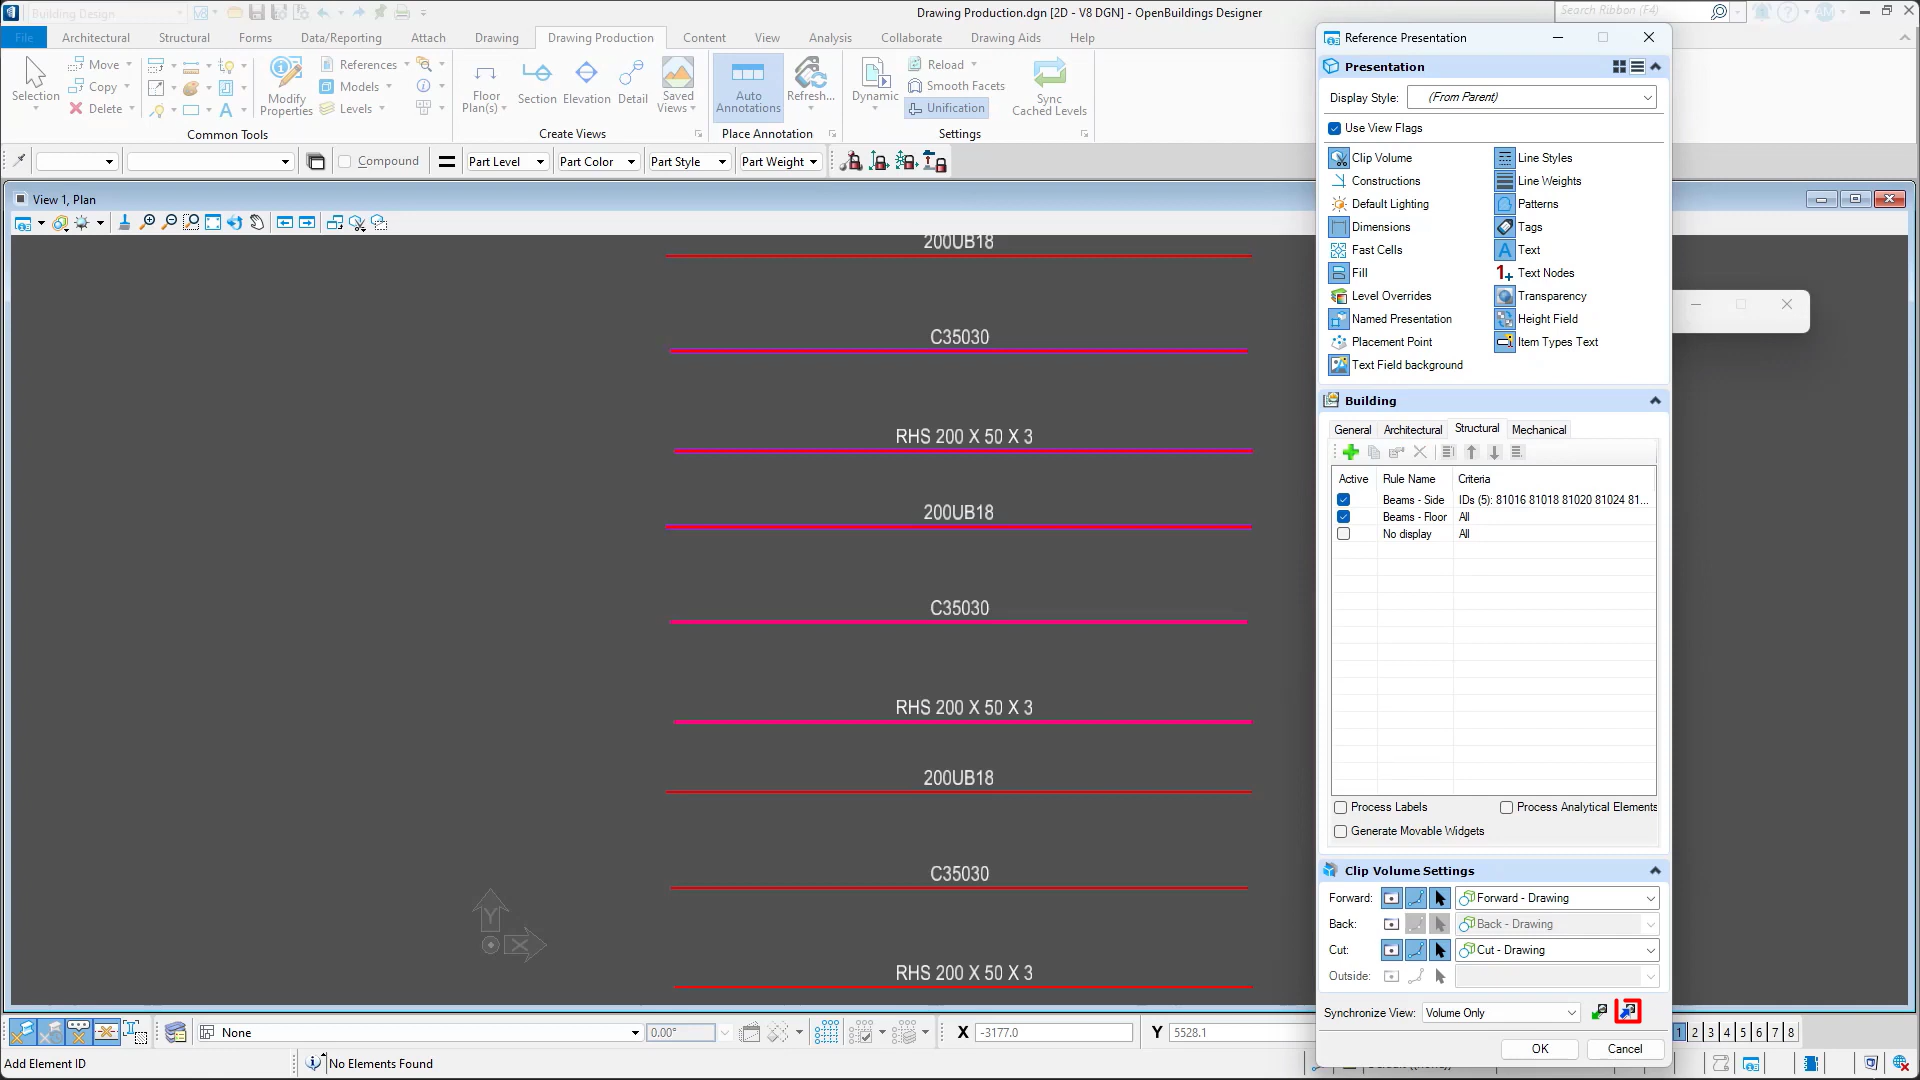 Building Design
Drawing Production.dgn [2D - V8 DGN] - OpenBuildings Designer
Search Ribbon (F4)
AM
File
Architectural
Structural
Forms
Data/Reporting
Attach
Drawing
Drawing Production
Content
View
Analysis
Collaborate
Drawing Aids
Help
Selection
Move
Copy
Delete
Modify
Properties
References
Models
Levels
Common Tools
Floor
Plan(s)
Section
Elevation
Detail
Saved
Views
Create Views
Auto
Annotations
Refresh...
Place Annotation
Dynamic
Reload
Smooth Facets
Unification
Sync
Cached Levels
Settings
Compound
Part Level
Part Color
Part Style
Part Weight
View 1, Plan
200UB18
C35030
RHS 200 X 50 X 3
200UB18
C35030
RHS 200 X 50 X 3
200UB18
C35030
RHS 200 X 50 X 3
Y
X
Reference Presentation
Presentation
Display Style:
(From Parent)
Use View Flags
Clip Volume
Line Styles
Constructions
Line Weights
Default Lighting
Patterns
Dimensions
Tags
Fast Cells
Text
Fill
Text Nodes
Level Overrides
Transparency
Named Presentation
Height Field
Placement Point
Item Types Text
Text Field background
Building
General
Architectural
Structural
Mechanical
Active
Rule Name
Criteria
Beams - Side
IDs (5): 81016 81018 81020 81024 81...
Beams - Floor
All
No display
All
Process Labels
Process Analytical Elements
Generate Movable Widgets
Clip Volume Settings
Forward:
Forward - Drawing
Back:
Back - Drawing
Cut:
Cut - Drawing
Outside:
Synchronize View:
Volume Only
OK
Cancel
None
0.00°
X
-3177.0
Y
5528.1
1 2 3 4 5 6 7 8
Add Element ID
No Elements Found